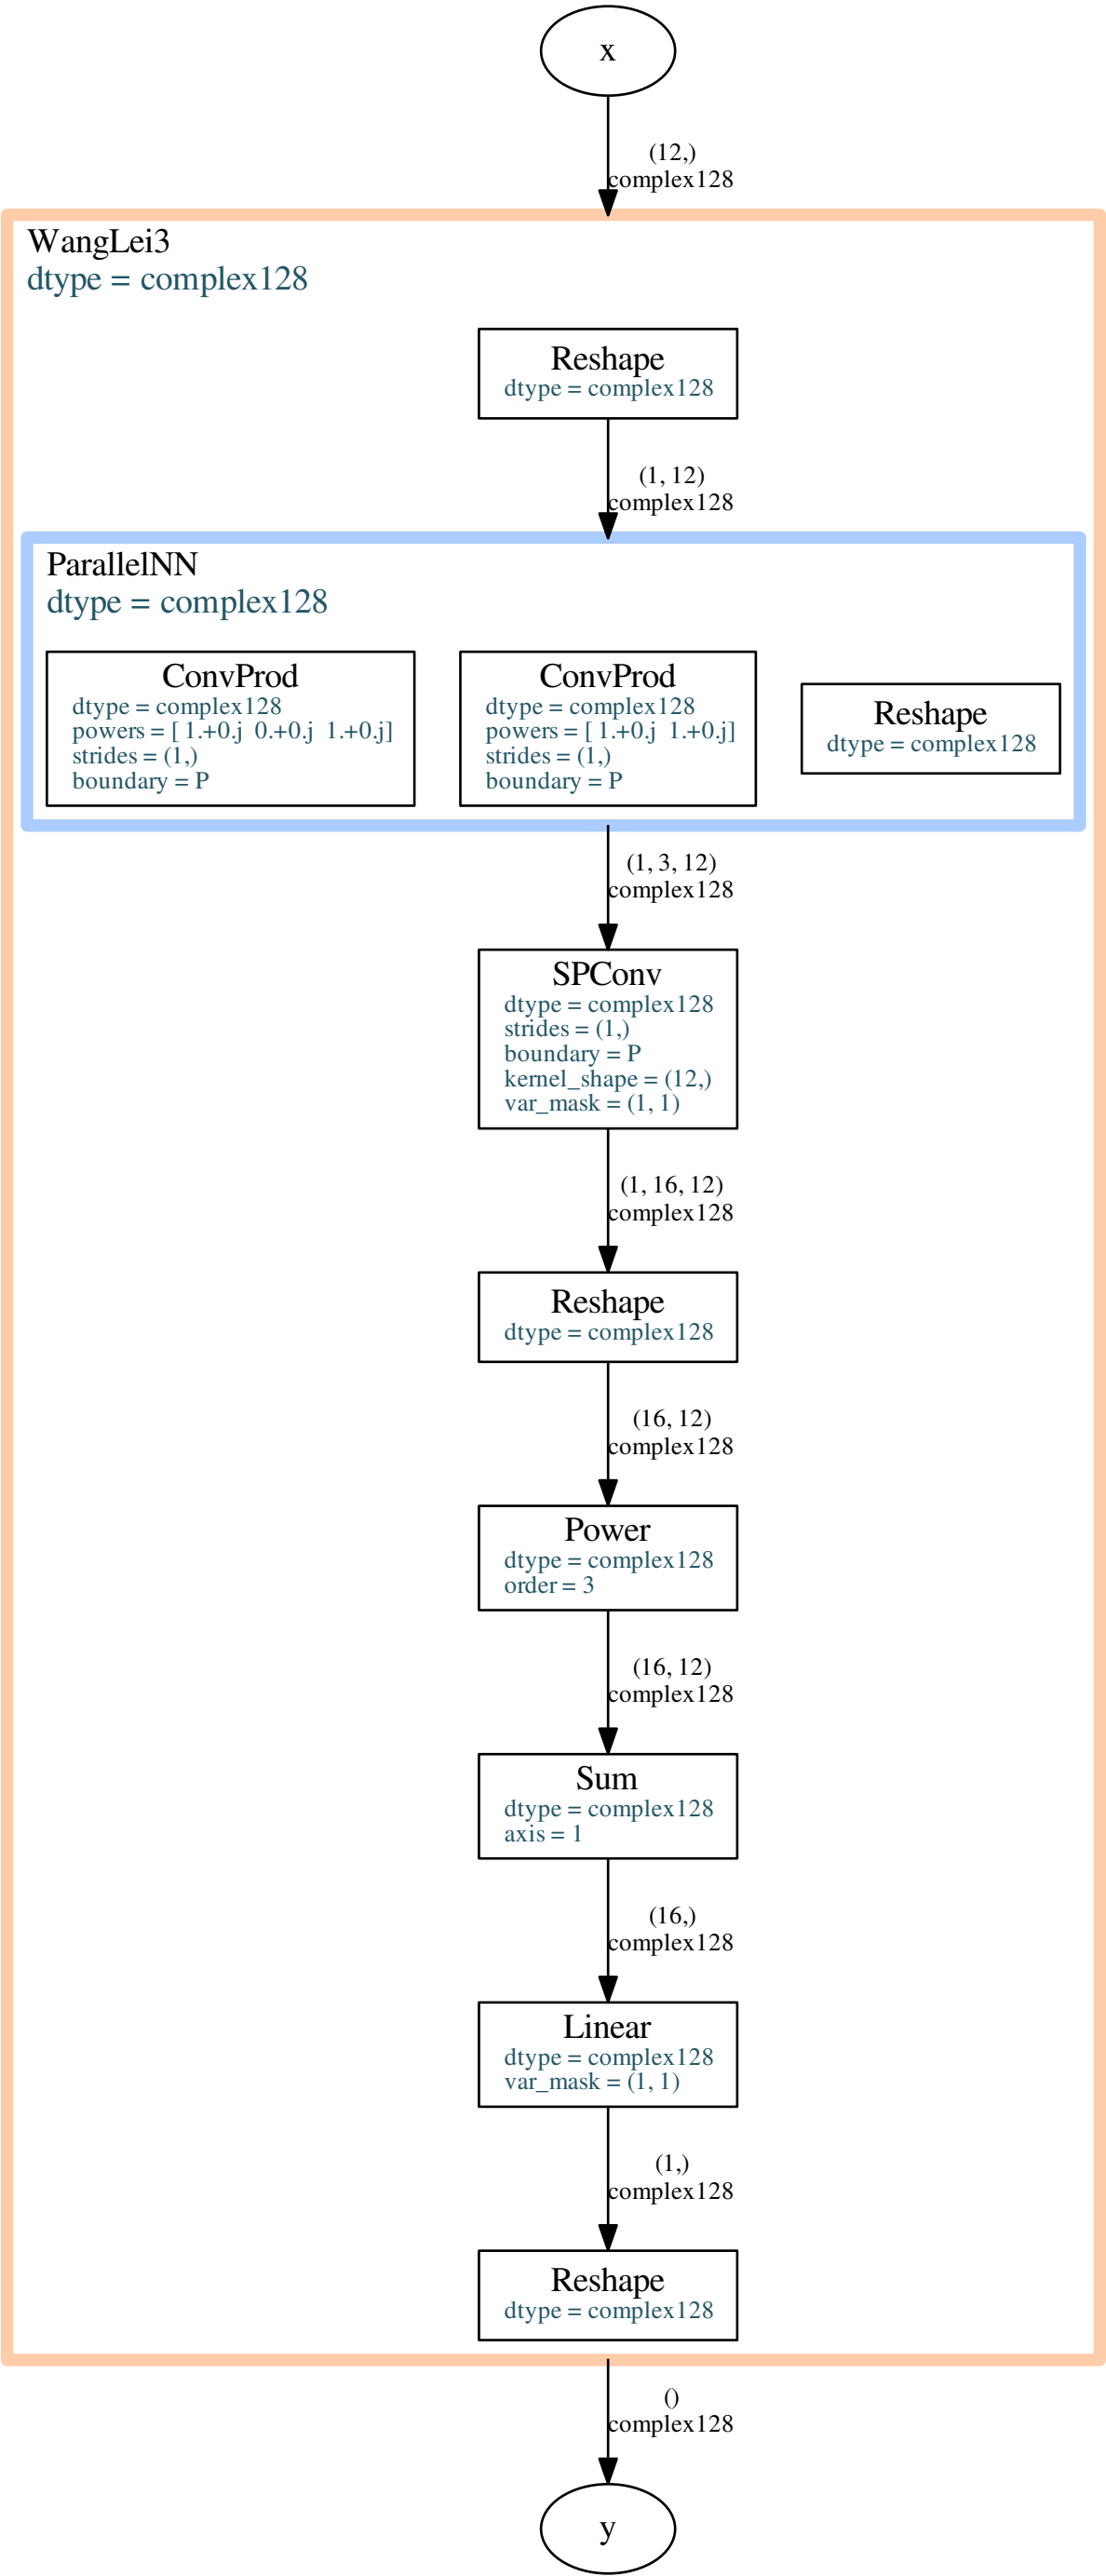 x
(12,)
complex128
WangLei3
dtype = complex128
Reshape
dtype = complex128
(1, 12)
complex128
ParallelNN
dtype = complex128
ConvProd
dtype = complex128
powers = [ 1.+0.j  0.+0.j  1.+0.j]
strides = (1,)
boundary = P
ConvProd
dtype = complex128
powers = [ 1.+0.j  1.+0.j]
strides = (1,)
boundary = P
Reshape
dtype = complex128
(1, 3, 12)
complex128
SPConv
dtype = complex128
strides = (1,)
boundary = P
kernel_shape = (12,)
var_mask = (1, 1)
(1, 16, 12)
complex128
Reshape
dtype = complex128
(16, 12)
complex128
Power
dtype = complex128
order = 3
(16, 12)
complex128
Sum
dtype = complex128
axis = 1
(16,)
complex128
Linear
dtype = complex128
var_mask = (1, 1)
(1,)
complex128
Reshape
dtype = complex128
()
complex128
y